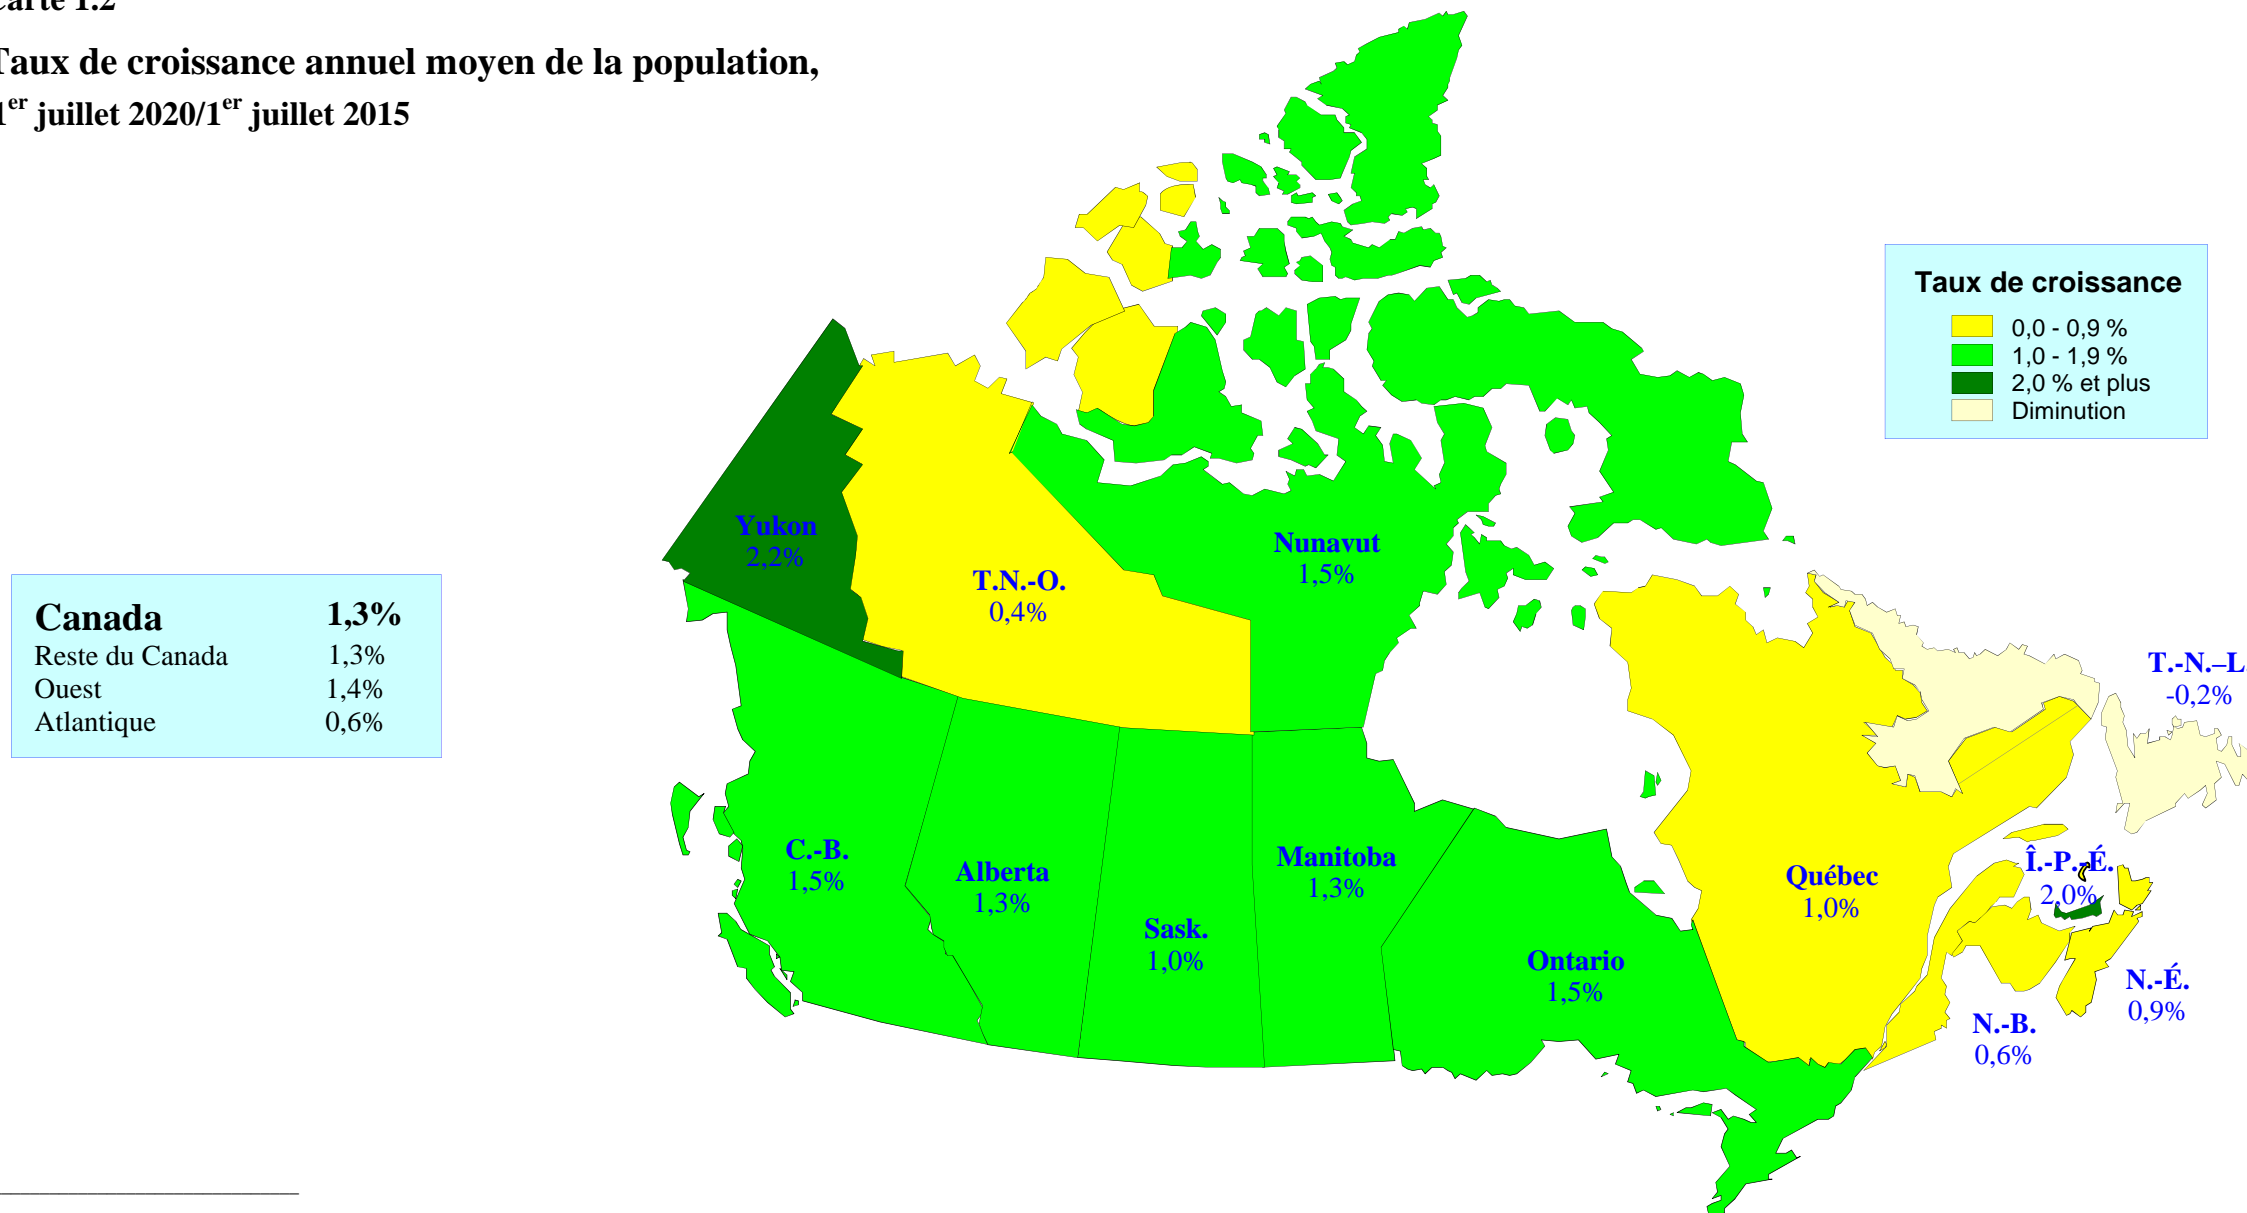 Carte 1.2
Taux de croissance annuel moyen de la population,
1er juillet 2020/1er juillet 2015
Taux de croissance
0,0 - 0,9 %
1,0 - 1,9 %
2,0 % et plus
Diminution
Yukon
2,2%
T.N.-O.
0,4%
Nunavut
1,5%
Canada 1,3%
Reste du Canada 1,3%
Ouest 1,4%
Atlantique 0,6%
T.-N.–L
-0,2%
C.-B.
1,5%
Alberta
1,3%
Sask.
1,0%
Manitoba
1,3%
Ontario
1,5%
Québec
1,0%
Î.-P.-É.
2,0%
N.-É.
0,9%
N.-B.
0,6%